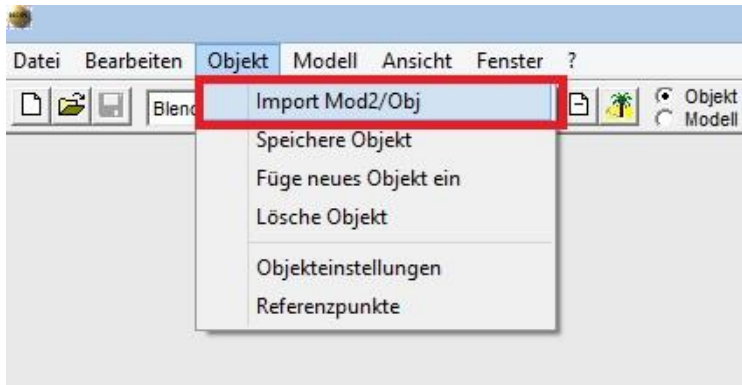 Datei Bearbeiten Objekt Modell Ansicht Fenster ?
Import Mod2/Obj
Objekt
Modell
Speichere Objekt
Füge neues Objekt ein
Lösche Objekt
Objekteinstellungen
Referenzpunkte